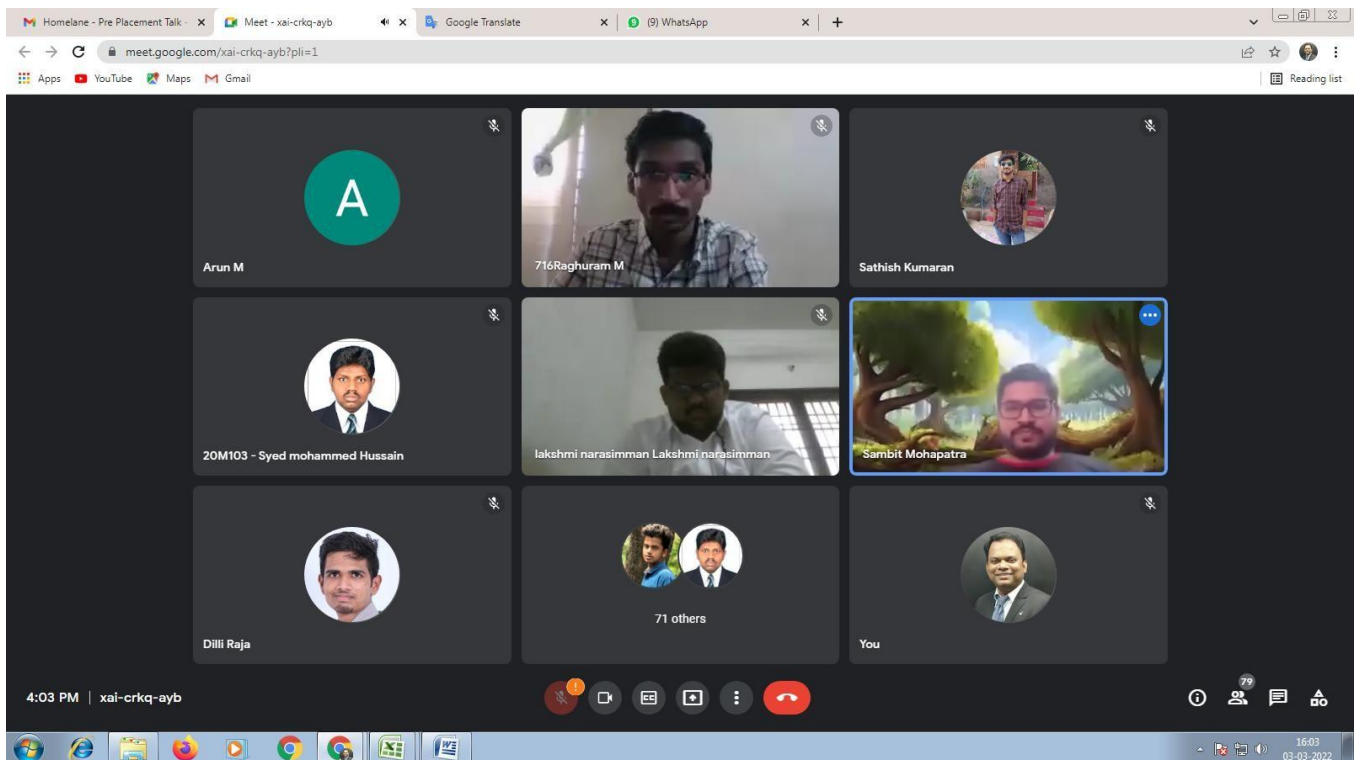 Homelane - Pre Placement Talk -
Meet - xai-crkq-ayb
Google Translate
(9) WhatsApp
meet.google.com/xai-crkq-ayb?pli=1
Apps
YouTube
Maps
Gmail
Reading list
A
Arun M
716Raghuram M
Sathish Kumaran
20M103 - Syed mohammed Hussain
lakshmi narasimman Lakshmi narasimman
Sambit Mohapatra
Dilli Raja
71 others
You
4:03 PM | xai-crkq-ayb
CC
79
16:03
03-03-2022